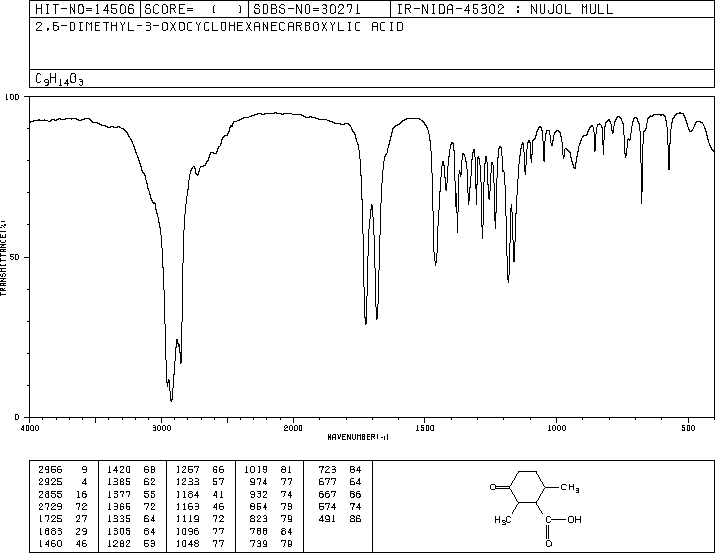 HIT-NO=14506 SCORE= ( ) SDBS-NO=30271 IR-NIDA-45302 : NUJOL MULL
2,6-DIMETHYL-3-OXOCYCLOHEXANECARBOXYLIC ACID
C9H14O3
100
TRANSMITTANCE(%)
50
0
4000 3000 2000 1500 1000 500
WAVENUMBER(-1)
2956 9 1420 68 1257 66 1019 81 723 84
2925 4 1385 62 1233 57 974 77 677 64
2855 16 1377 55 1184 41 932 74 667 86
2729 72 1366 72 1163 46 854 79 574 74
1725 27 1335 64 1119 72 823 79 491 86
1683 29 1305 64 1096 77 788 84
1460 46 1282 53 1048 77 739 79
O
CH3
H3C
C—OH
O